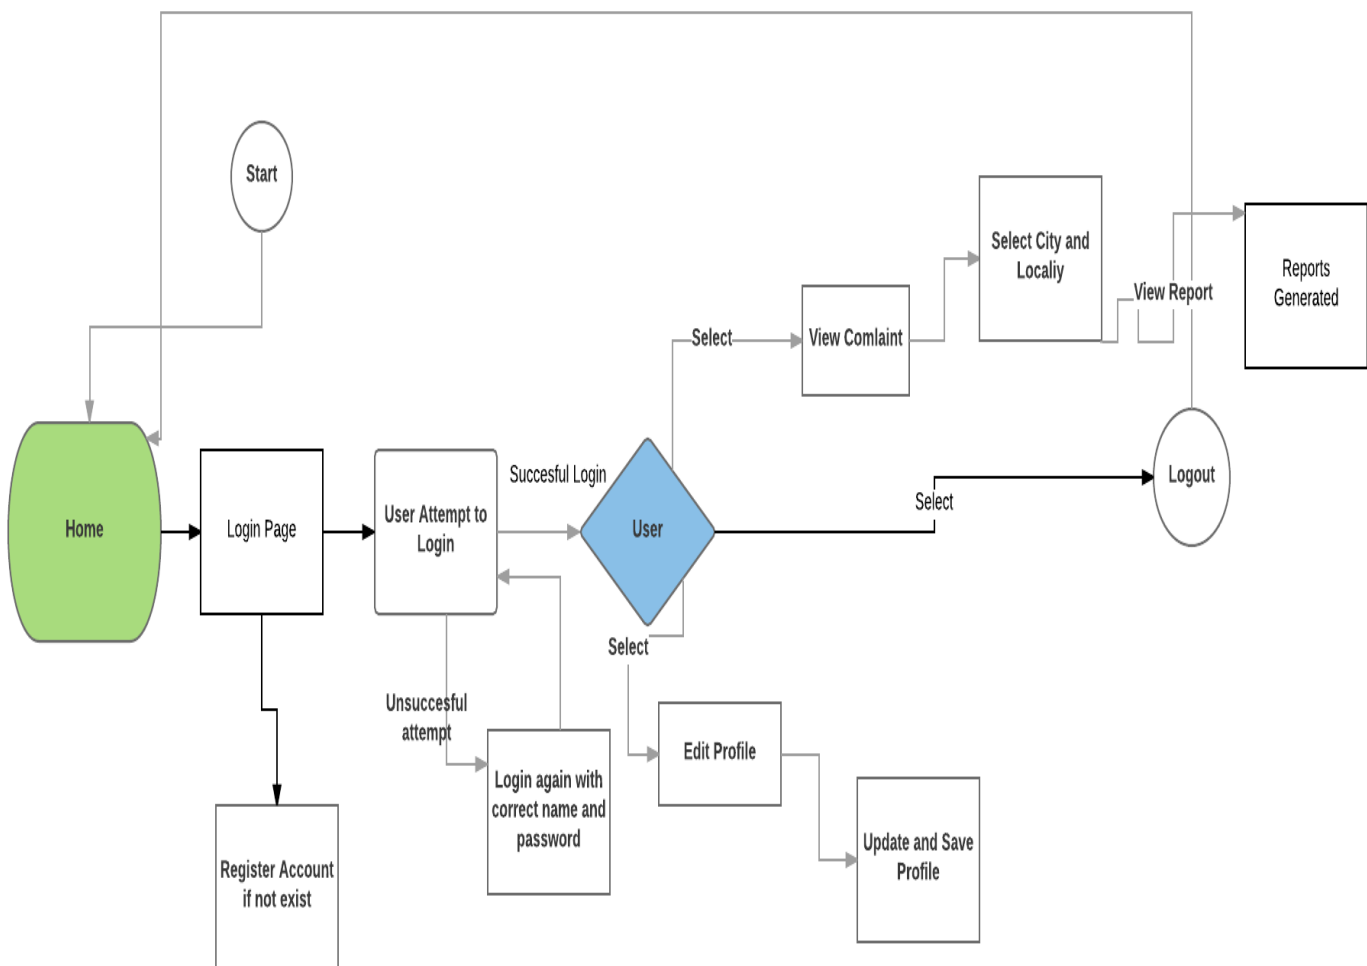 Start
Select City and
Localiy
Reports
Generated
View Report
Select
View Comlaint
Succesful Login
Logout
Select
Home
Login Page
User Attempt to
Login
User
Select
Unsuccesful
attempt
Edit Profile
Login again with
correct name and
password
Update and Save
Profile
Register Account
if not exist